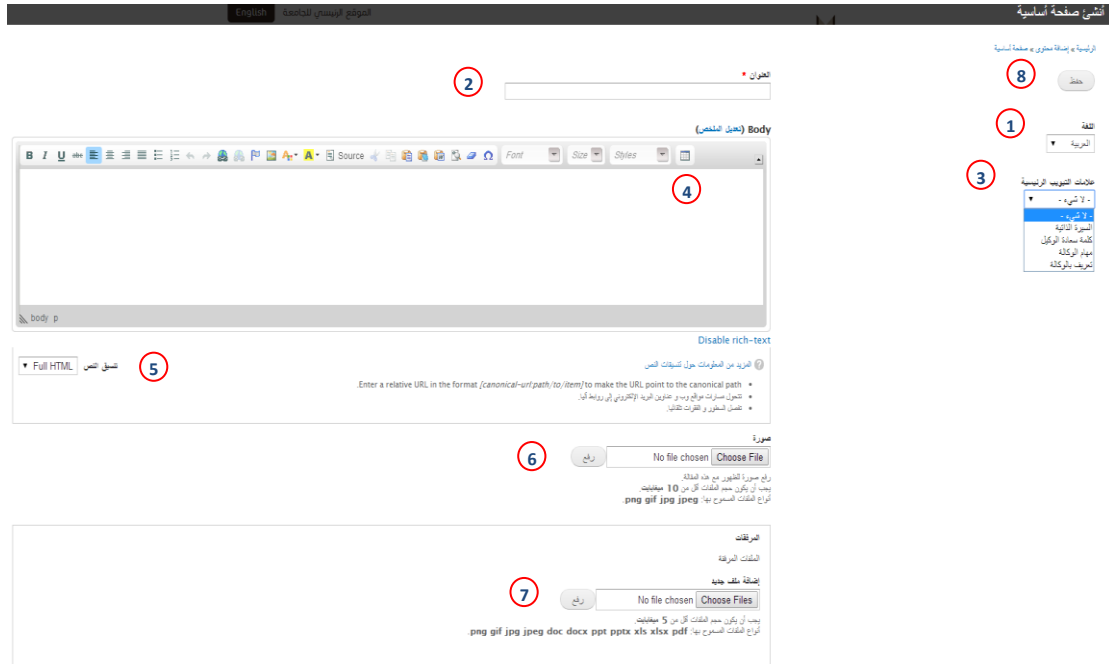 أنشئ صفحة أساسية
الموقع الرئيسي للجامعة
English
الرئيسية » إضافة محتوى » صفحة أساسية
8
حفظ
1
اللغة
العربية
3
علامات التبويب الرئيسية
- لا شيء -
- لا شيء -
السيرة الذاتية
كلمة سعادة الوكيل
مهام الوكالة
تعريف بالوكالة
العنوان *
2
Body (تعديل الملخص)
B I U abc Source Font Size Styles
4
body p
Disable rich-text
المزيد من المعلومات حول تنسيقات النص
تنسيق النص
Full HTML
5
Enter a relative URL in the format [canonical-url:path/to/item] to make the URL point to the canonical path.
تتحول مسارات مواقع وب و عناوين البريد الإلكتروني إلى روابط آليا.
تفصل السطور و الفقرات تلقائيا.
صورة
Choose File No file chosen
رفع
6
رفع صورة للظهور مع هذه المقالة.
يجب أن يكون حجم الملفات أقل من 10 ميغابايت.
أنواع الملفات المسموح بها: png gif jpg jpeg.
المرفقات
الملفات المرفقة
إضافة ملف جديد
Choose Files No file chosen
رفع
7
يجب أن يكون حجم الملفات أقل من 5 ميغابايت.
أنواع الملفات المسموح بها: png gif jpg jpeg doc docx ppt pptx xls xlsx pdf.